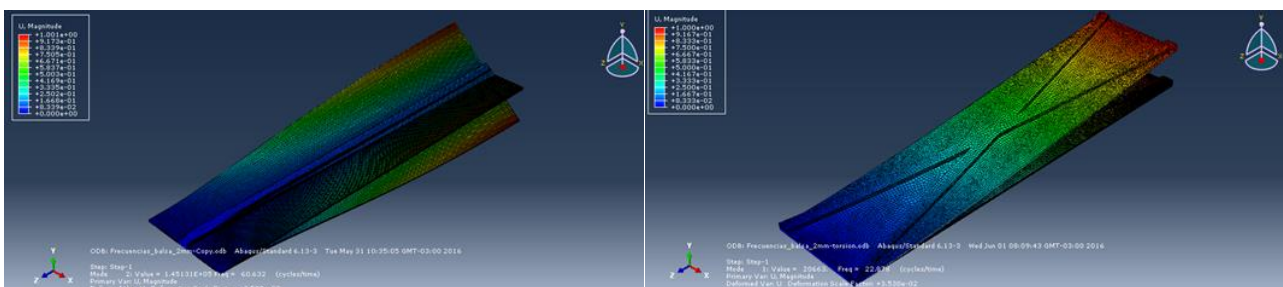 U, Magnitude
+1.001e+00
+9.173e-01
+8.339e-01
+7.505e-01
+6.671e-01
+5.837e-01
+5.003e-01
+4.169e-01
+3.335e-01
+2.502e-01
+1.668e-01
+8.339e-02
+0.000e+00
Y
Z
X
Y
Z
X
ODB: Frecuencias_balsa_2mm-Copy.odb Abaqus/Standard 6.13-3 Tue May 31 10:35:05 GMT-03:00 2016
Step: Step-1
Mode 2: Value = 1.45131E+05 Freq = 60.632 (cycles/time)
Primary Var: U, Magnitude
U, Magnitude
+1.000e+00
+9.167e-01
+8.333e-01
+7.500e-01
+6.667e-01
+5.833e-01
+5.000e-01
+4.167e-01
+3.333e-01
+2.500e-01
+1.667e-01
+8.333e-02
+0.000e+00
Y
Z
X
Y
Z
X
ODB: Frecuencias_balsa_2mm-torsion.odb Abaqus/Standard 6.13-3 Wed Jun 01 08:09:43 GMT-03:00 2016
Step: Step-1
Mode 1: Value = 20663. Freq = 22.878 (cycles/time)
Primary Var: U, Magnitude
Deformed Var: U Deformation Scale Factor: +3.530e-02